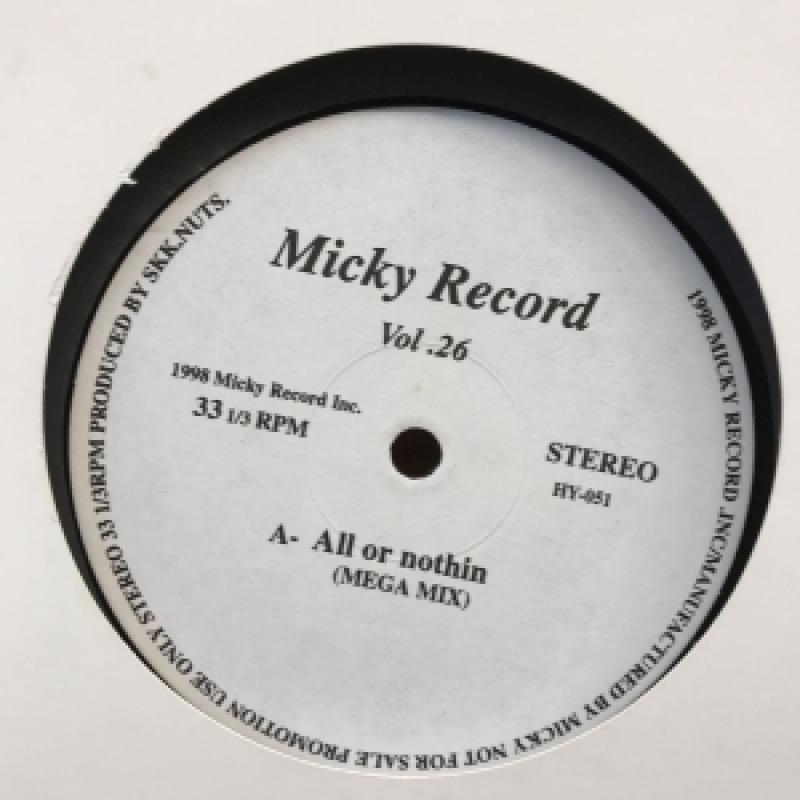 Micky Record
Vol .26
1998 Micky Record Inc.
33 1/3 RPM
STEREO
HY-051
A- All or nothin
(MEGA MIX)
1998 MICKY RECORD .INC/MANUFACTURED BY MICKY NOT FOR SALE PROMOTION USE ONLY STEREO 33 1/3RPM PRODUCED BY SKK.NUTS.